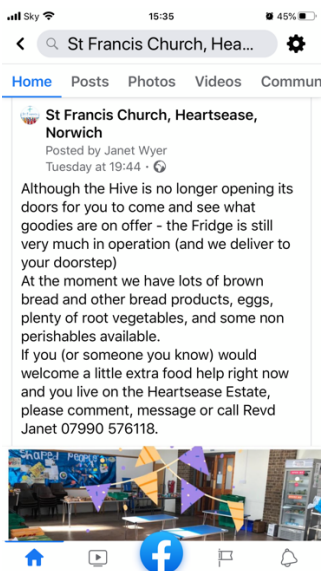 Sky 15:35 45%
St Francis Church, Hea...
Home Posts Photos Videos Commun
St Francis Church, Heartsease,
Norwich
Posted by Janet Wyer
Tuesday at 19:44 ·
Although the Hive is no longer opening its
doors for you to come and see what
goodies are on offer - the Fridge is still
very much in operation (and we deliver to
your doorstep)
At the moment we have lots of brown
bread and other bread products, eggs,
plenty of root vegetables, and some non
perishables available.
If you (or someone you know) would
welcome a little extra food help right now
and you live on the Heartsease Estate,
please comment, message or call Revd
Janet 07990 576118.
Shared People